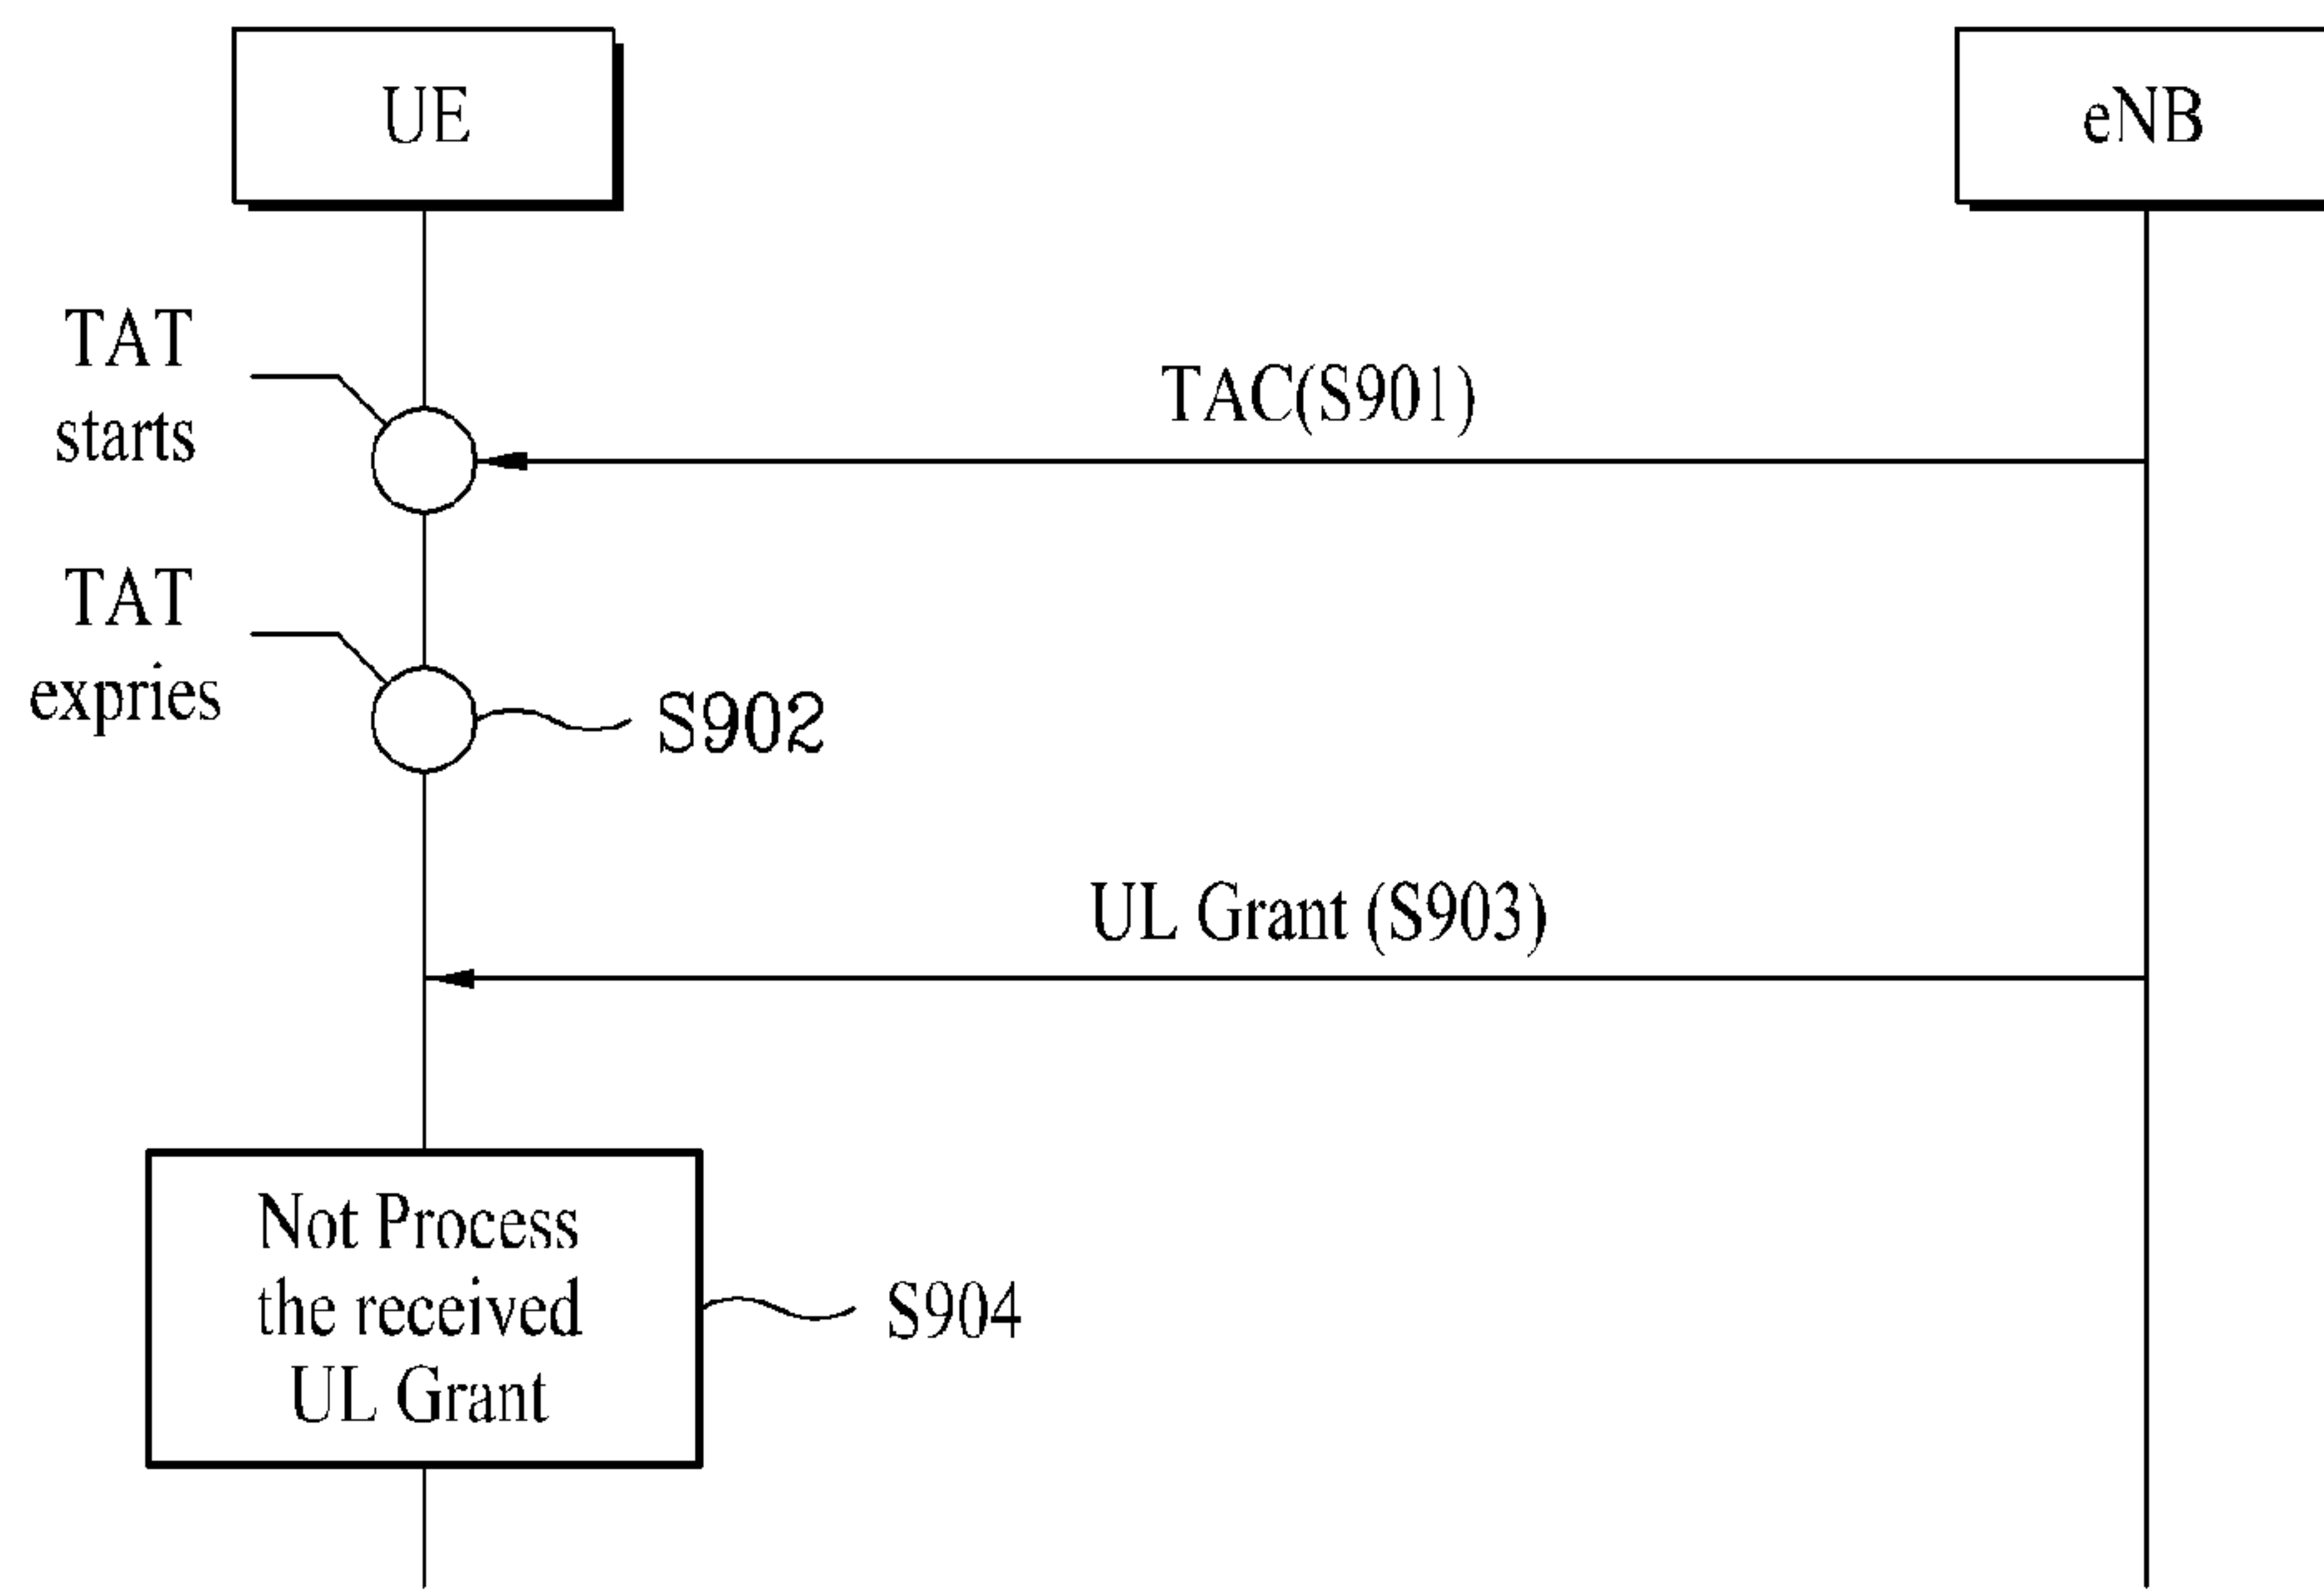 UE
eNB
TAT
starts
TAC(S901)
TAT
expries
S902
UL Grant (S903)
Not Process
the received
UL Grant
S904